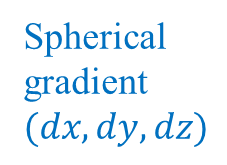 Spherical
gradient
(dx, dy, dz)